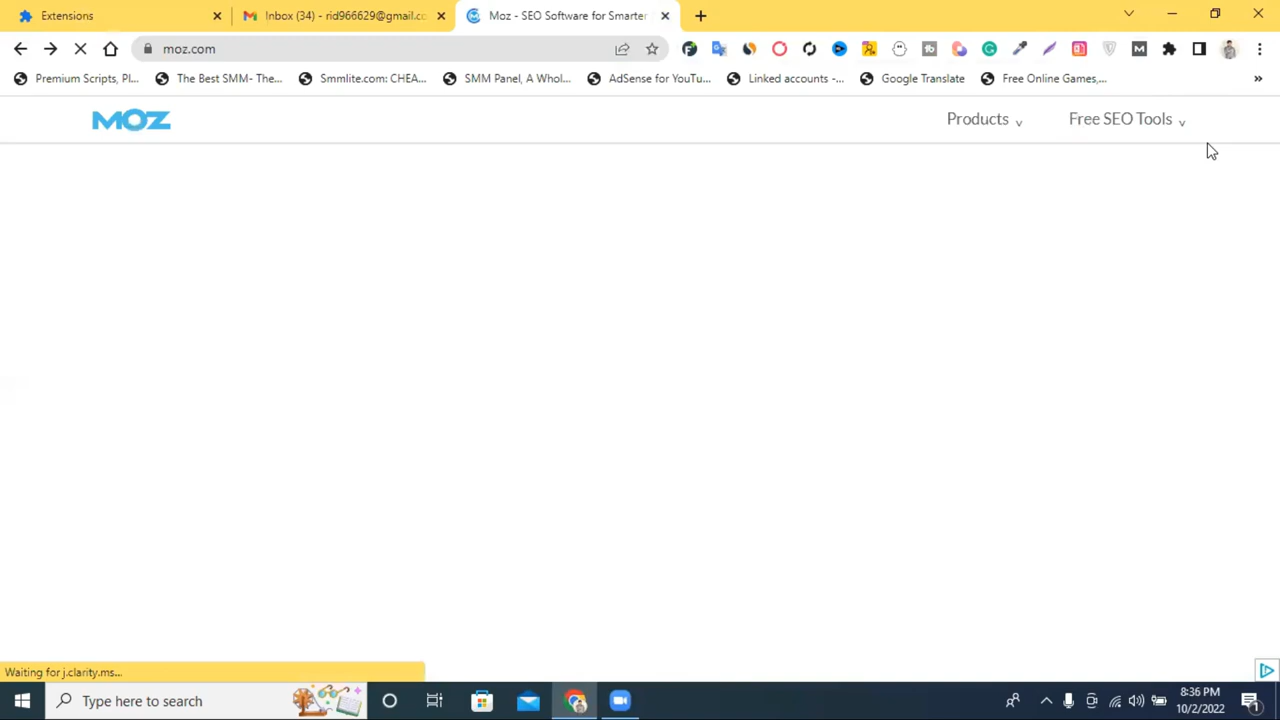 Extensions
Inbox (34) - rid966629@gmail.cc
Moz - SEO Software for Smarter
moz.com
Premium Scripts, Pl...
The Best SMM- The...
Smmlite.com: CHEA...
SMM Panel, A Whol...
AdSense for YouTu...
Linked accounts -...
Google Translate
Free Online Games,...
»
MOZ
Products
Free SEO Tools
Waiting for j.clarity.ms...
Type here to search
8:36 PM
10/2/2022
1